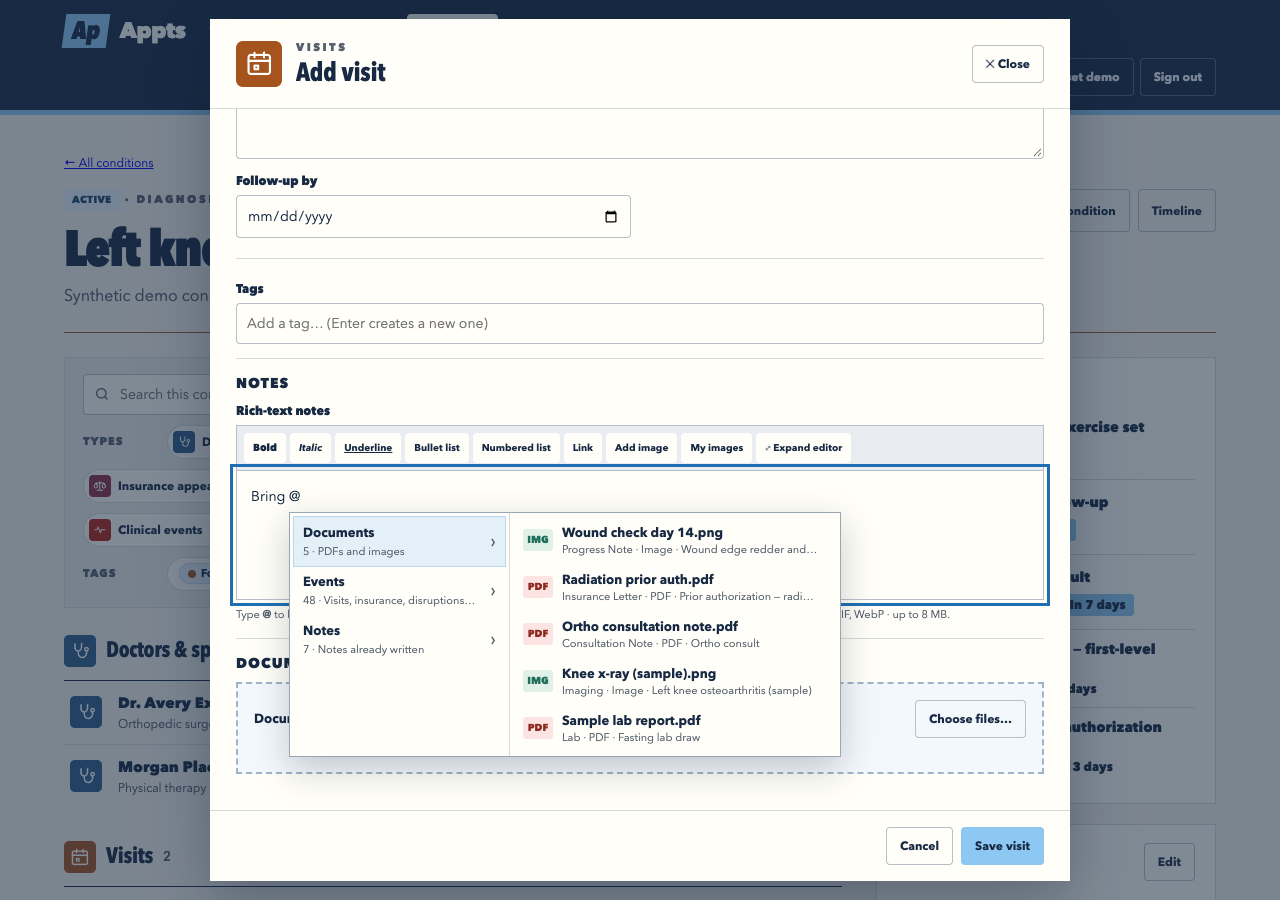 Ap Appts
VISITS
Add visit
Close
set demo
Sign out
← All conditions
ACTIVE · DIAGNOS
Left kn
Synthetic demo con
ondition
Timeline
Follow-up by
mm/dd/yyyy
Tags
Add a tag... (Enter creates a new one)
NOTES
Rich-text notes
Bold Italic Underline Bullet list Numbered list Link Add image My images Expand editor
Bring @
Documents
5 · PDFs and images
Events
48 · Visits, insurance, disruptions...
Notes
7 · Notes already written
IMG Wound check day 14.png
Progress Note · Image · Wound edge redder and...
PDF Radiation prior auth.pdf
Insurance Letter · PDF · Prior authorization — radi...
PDF Ortho consultation note.pdf
Consultation Note · PDF · Ortho consult
IMG Knee x-ray (sample).png
Imaging · Image · Left knee osteoarthritis (sample)
PDF Sample lab report.pdf
Lab · PDF · Fasting lab draw
Type @ to
IF, WebP · up to 8 MB.
DOCUM
Docu
Choose files...
Cancel
Save visit
Search this co
TYPES
D
Insurance appea
Clinical events
TAGS
Fo
Doctors & sp
Dr. Avery Ex
Orthopedic surg
Morgan Pla
Physical therapy
Visits 2
xercise set
w-up
ult
in 7 days
— first-level
days
uthorization
3 days
Edit